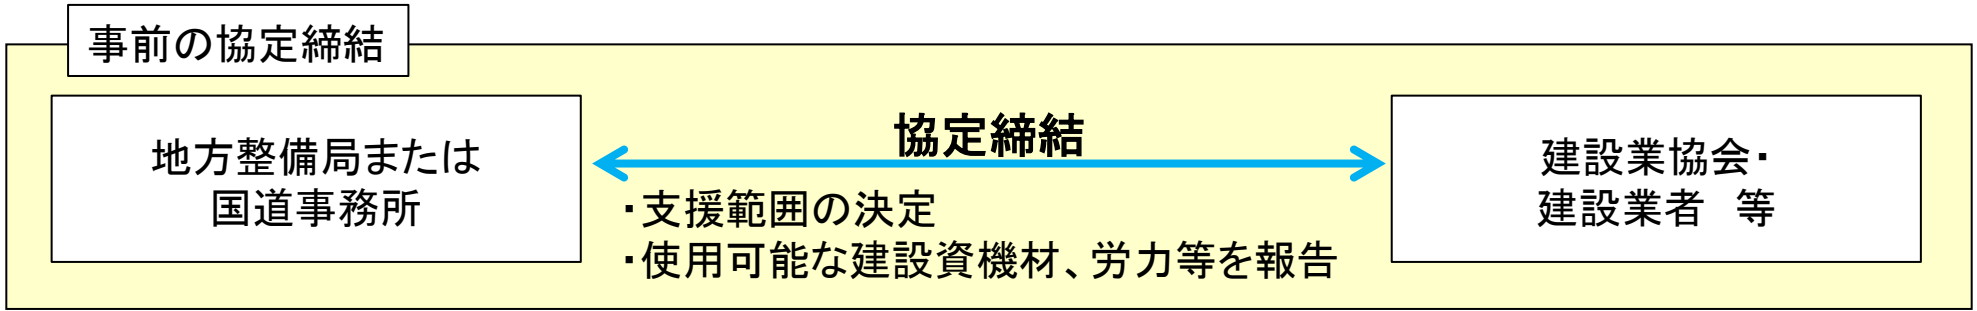 事前の協定締結
地方整備局または
国道事務所
協定締結
・支援範囲の決定
・使用可能な建設資機材、労力等を報告
建設業協会・
建設業者　等